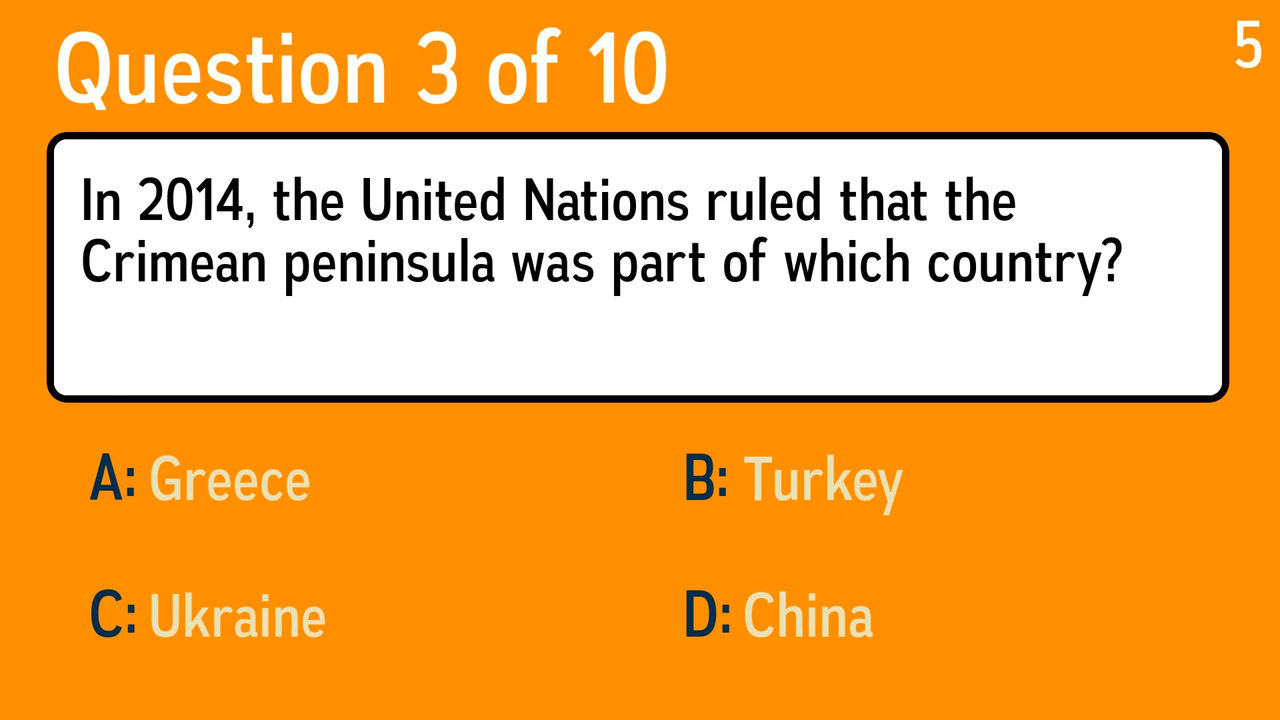 Question 3 of 10
5
In 2014, the United Nations ruled that the
Crimean peninsula was part of which country?
A: Greece
B: Turkey
C: Ukraine
D: China